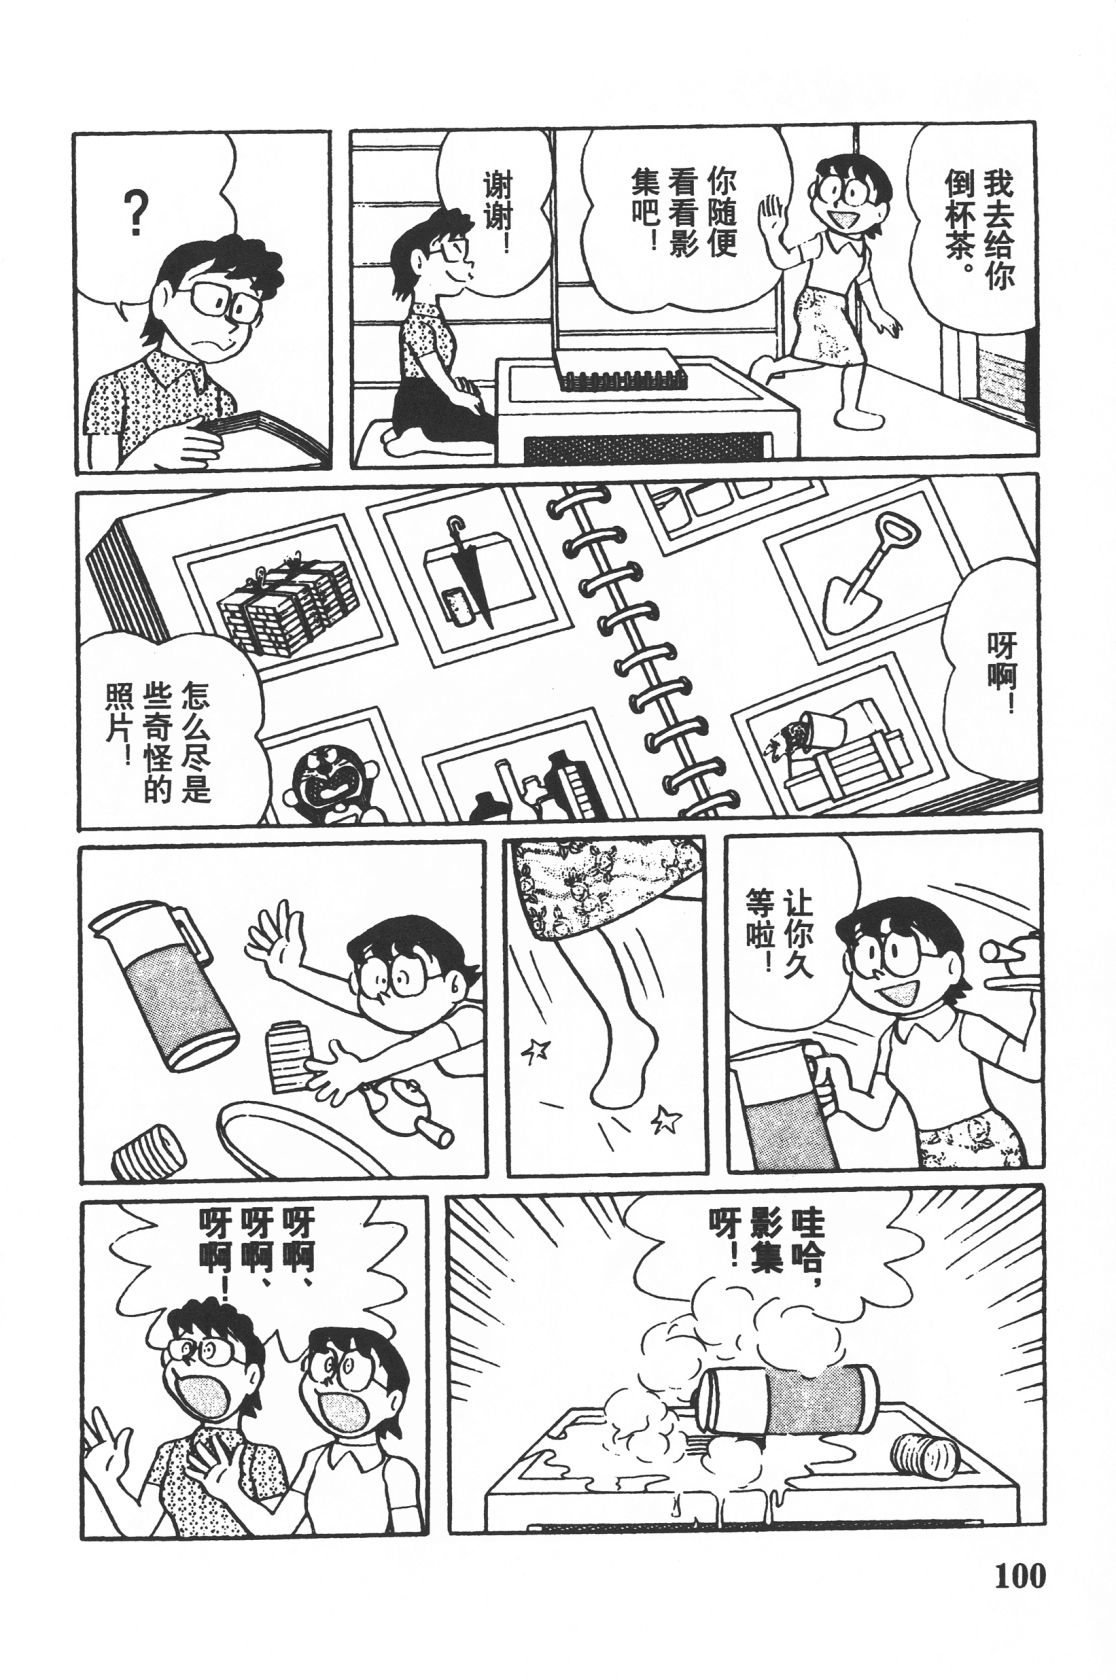 我去给你
倒杯茶。
你随便
看看影
集吧！
谢谢！
？
呀啊！
怎么尽是
些奇怪的
照片！
让你久
等啦！
哇哈，
影集
呀！
呀啊、
呀啊、
呀啊！
100